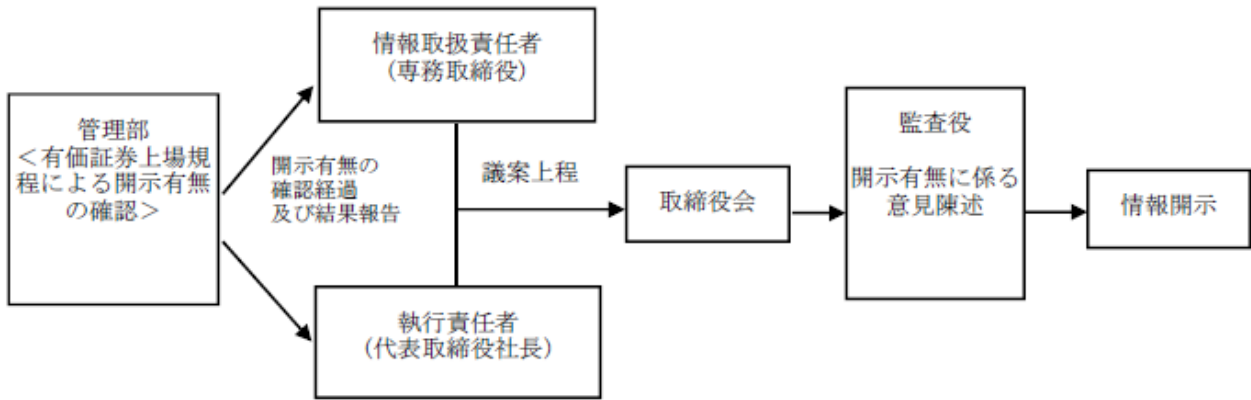 管理部
＜有価証券上場規
程による開示有無
の確認＞
情報取扱責任者
（専務取締役）
開示有無の
確認経過
及び結果報告
執行責任者
（代表取締役社長）
議案上程
取締役会
監査役
開示有無に係る
意見陳述
情報開示